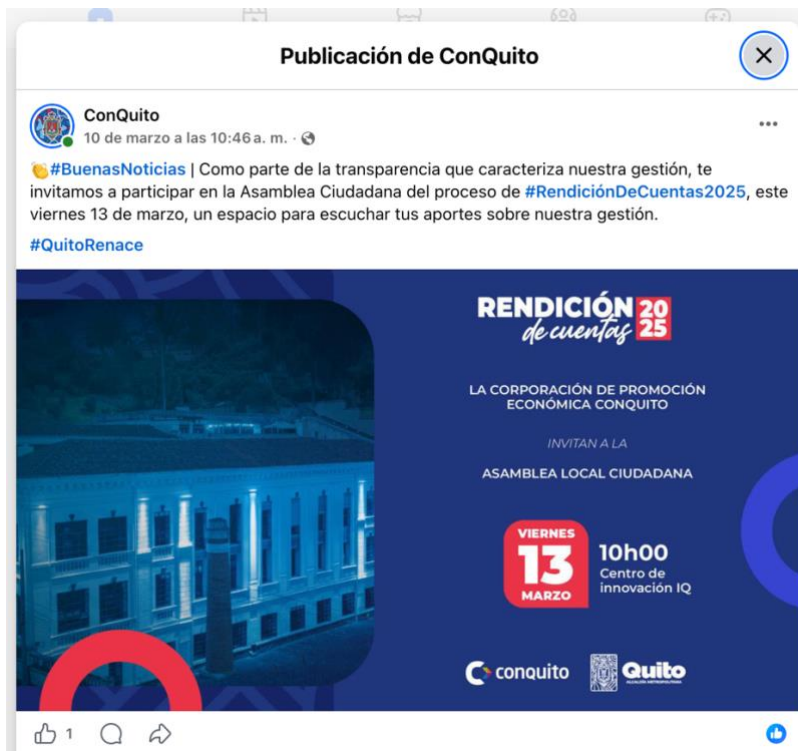 Publicación de ConQuito
ConQuito
10 de marzo a las 10:46 a. m. ·
#BuenasNoticias | Como parte de la transparencia que caracteriza nuestra gestión, te
invitamos a participar en la Asamblea Ciudadana del proceso de #RendiciónDeCuentas2025, este
viernes 13 de marzo, un espacio para escuchar tus aportes sobre nuestra gestión.
#QuitoRenace
RENDICIÓN 20
de cuentas 25
LA CORPORACIÓN DE PROMOCIÓN
ECONÓMICA CONQUITO
INVITAN A LA
ASAMBLEA LOCAL CIUDADANA
VIERNES
13
MARZO
10h00
Centro de
innovación IQ
conquito
Quito
ALCALDÍA METROPOLITANA
1